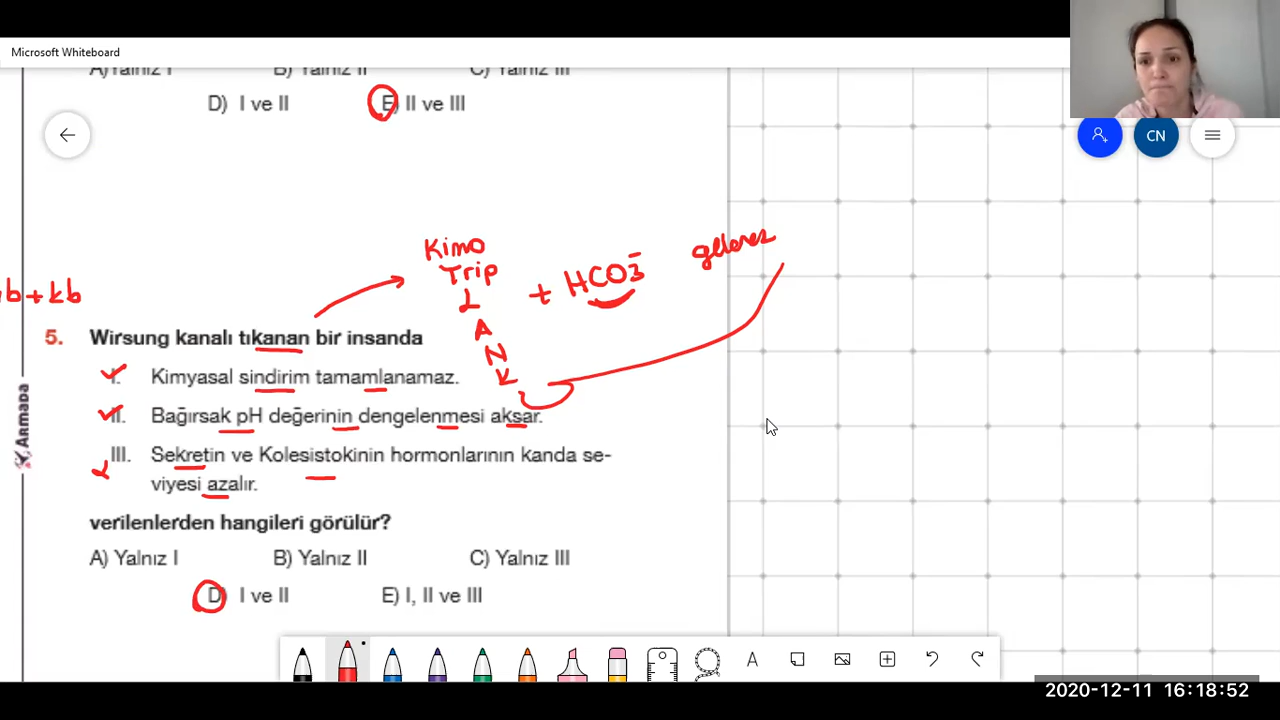 Microsoft Whiteboard
A) Yalnız I B) Yalnız II C) Yalnız III
D) I ve II E) II ve III
CN
Kimo
Trip
L
A
N
K
+ HCO3-
gelemez
b + kb
5. Wirsung kanalı tıkanan bir insanda
I. Kimyasal sindirim tamamlanamaz.
II. Bağırsak pH değerinin dengelenmesi aksar.
III. Sekretin ve Kolesistokinin hormonlarının kanda se-
viyesi azalır.
verilenlerden hangileri görülür?
A) Yalnız I B) Yalnız II C) Yalnız III
D) I ve II E) I, II ve III
ARMADA
A
2020-12-11 16:18:52